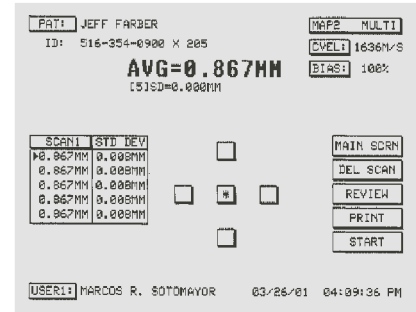 PAT: JEFF FARBER
MAP2 MULTI
ID: 516-354-0900 X 205
CVEL: 1636M/S
AVG=0.867MM
BIAS: 100%
[5]SD=0.000MM
SCAN1 STD DEV
0.867MM 0.008MM
0.867MM 0.008MM
0.867MM 0.008MM
0.867MM 0.008MM
0.867MM 0.008MM
*
MAIN SCRN
DEL SCAN
REVIEW
PRINT
START
USER1: MARCOS R. SOTOMAYOR
03/26/01 04:09:36 PM